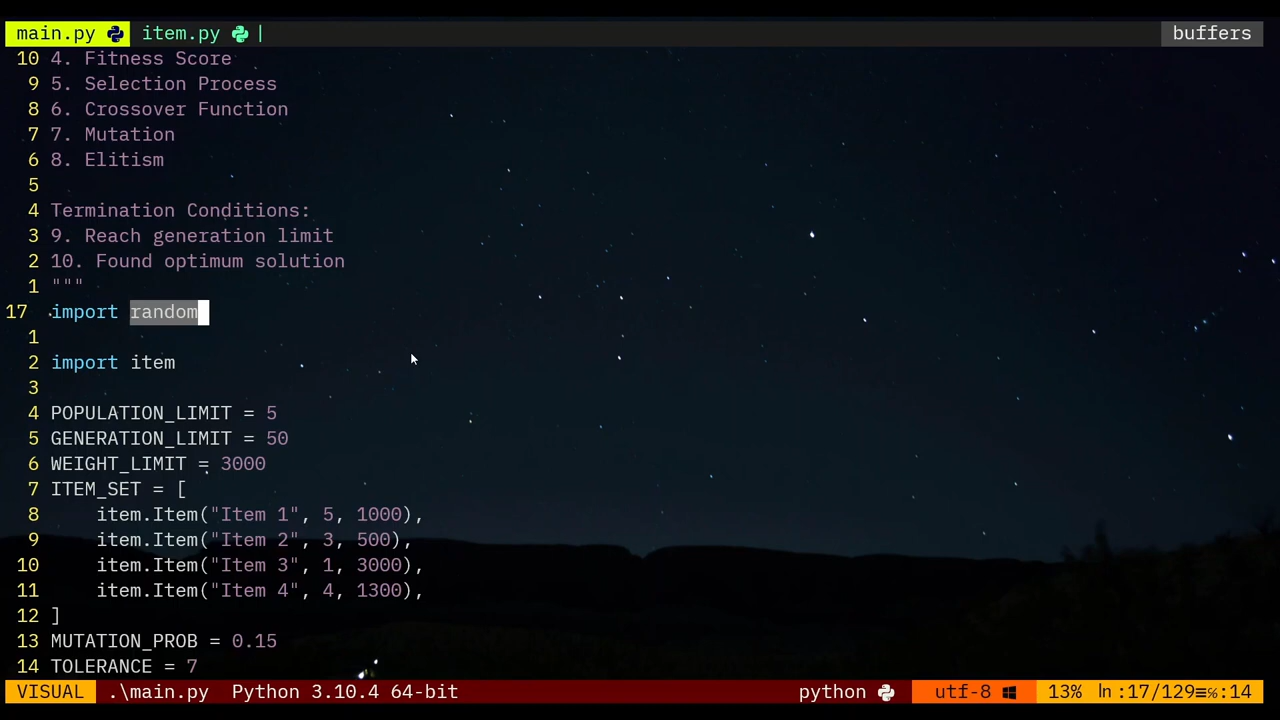 main.py item.py | buffers
10 4. Fitness Score
9 5. Selection Process
8 6. Crossover Function
7 7. Mutation
6 8. Elitism
5
4 Termination Conditions:
3 9. Reach generation limit
2 10. Found optimum solution
1 """
17 import random
1
2 import item
3
4 POPULATION_LIMIT = 5
5 GENERATION_LIMIT = 50
6 WEIGHT_LIMIT = 3000
7 ITEM_SET = [
8 item.Item("Item 1", 5, 1000),
9 item.Item("Item 2", 3, 500),
10 item.Item("Item 3", 1, 3000),
11 item.Item("Item 4", 4, 1300),
12 ]
13 MUTATION_PROB = 0.15
14 TOLERANCE = 7
VISUAL .\main.py Python 3.10.4 64-bit python utf-8 13% ln:17/129≡℅:14